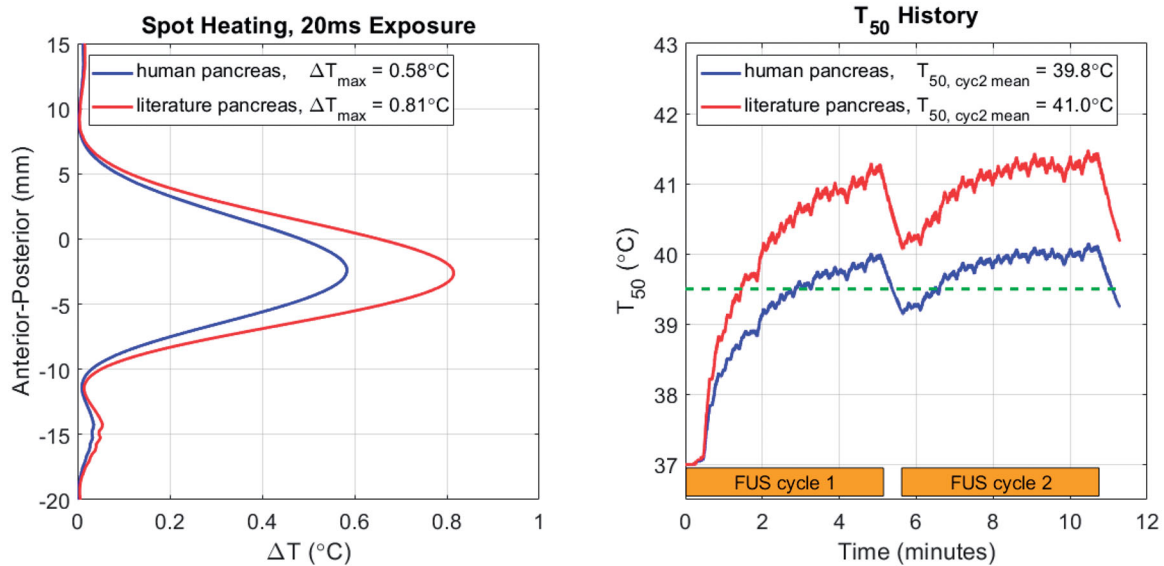 Spot Heating, 20ms Exposure
human pancreas, ΔTmax = 0.58°C
literature pancreas, ΔTmax = 0.81°C
15
10
5
0
-5
-10
-15
-20
Anterior-Posterior (mm)
0
0.2
0.4
0.6
0.8
1
ΔT (°C)
T50 History
human pancreas, T50, cyc2 mean = 39.8°C
literature pancreas, T50, cyc2 mean = 41.0°C
43
42
41
40
39
38
37
T50 (°C)
FUS cycle 1
FUS cycle 2
0
2
4
6
8
10
12
Time (minutes)